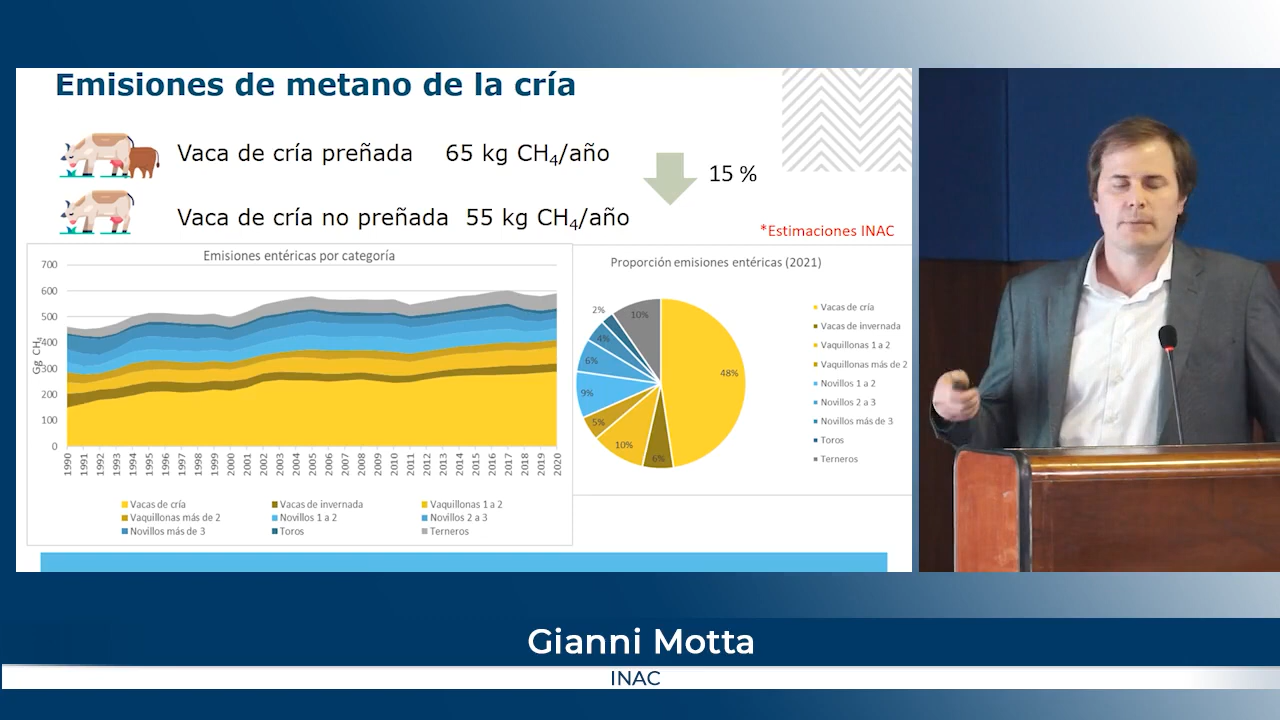 Emisiones de metano de la cría
Vaca de cría preñada 65 kg CH₄/año
15 %
Vaca de cría no preñada 55 kg CH₄/año
*Estimaciones INAC
Emisiones entéricas por categoría
Gg CH₄
700
600
500
400
300
200
100
0
1990 1991 1992 1993 1994 1995 1996 1997 1998 1999 2000 2001 2002 2003 2004 2005 2006 2007 2008 2009 2010 2011 2012 2013 2014 2015 2016 2017 2018 2019 2020
Vacas de cría Vacas de invernada Vaquillonas 1 a 2
Vaquillonas más de 2 Novillos 1 a 2 Novillos 2 a 3
Novillos más de 3 Toros Terneros
Proporción emisiones entéricas (2021)
48%
6%
10%
5%
9%
6%
4%
2%
10%
Vacas de cría
Vacas de invernada
Vaquillonas 1 a 2
Vaquillonas más de 2
Novillos 1 a 2
Novillos 2 a 3
Novillos más de 3
Toros
Terneros
Gianni Motta
INAC